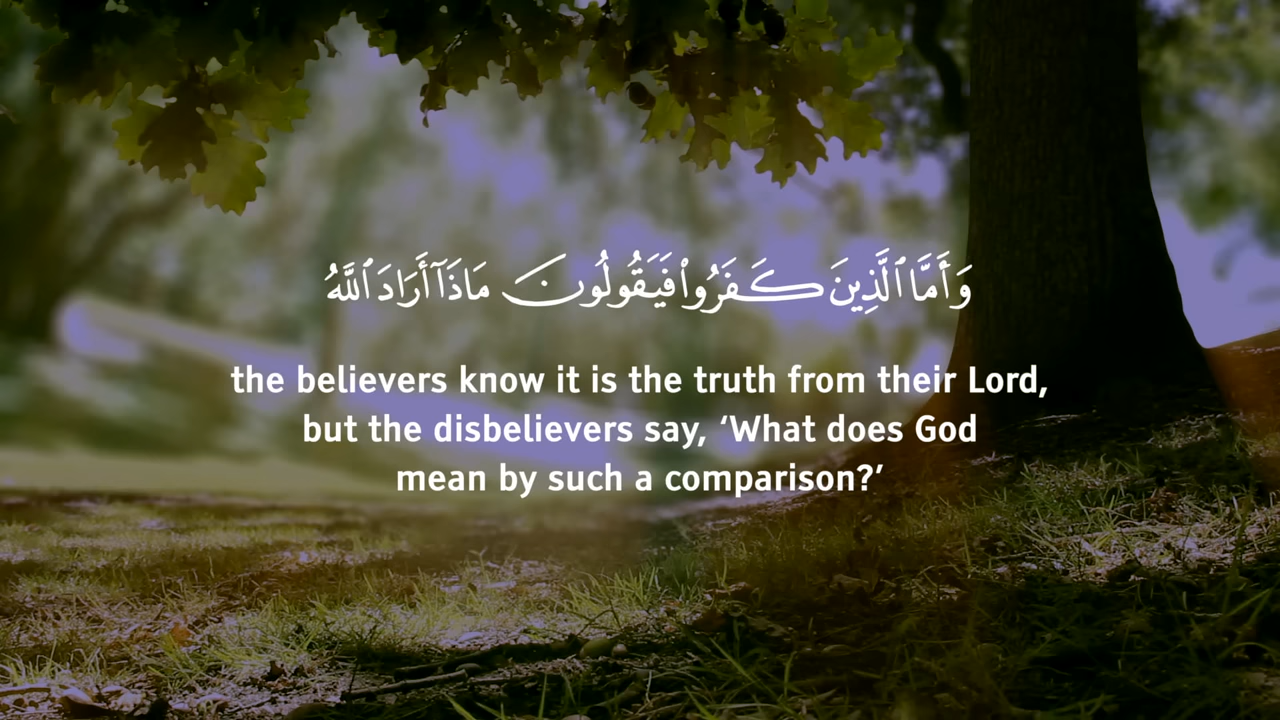 وَأَمَّا ٱلَّذِينَ كَفَرُوا۟ فَيَقُولُونَ مَاذَآ أَرَادَ ٱللَّهُ
the believers know it is the truth from their Lord,
but the disbelievers say, ‘What does God
mean by such a comparison?’